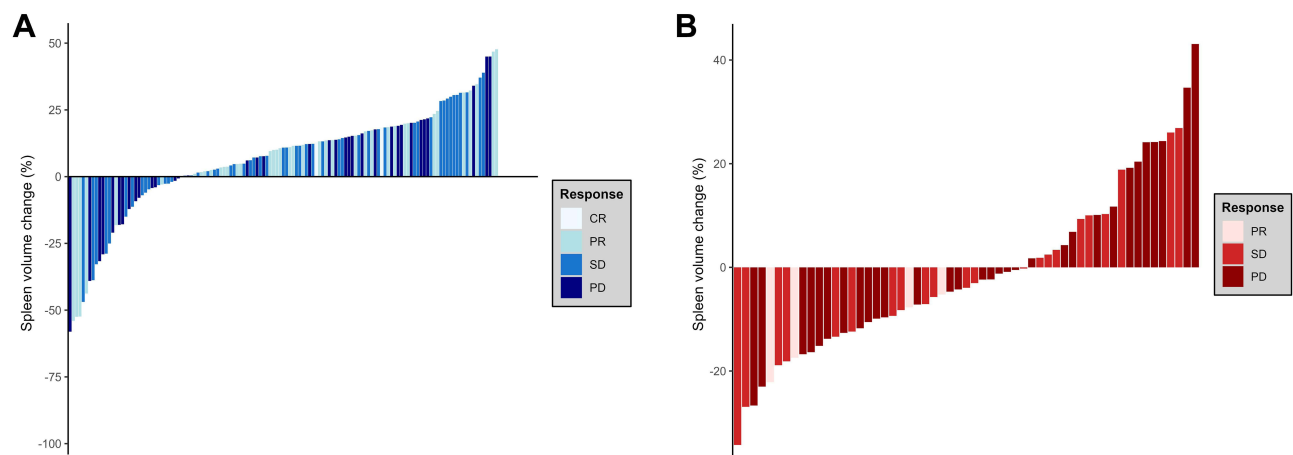 A
Spleen volume change (%)
50
25
0
-25
-50
-75
-100
Response
CR
PR
SD
PD
B
Spleen volume change (%)
40
20
0
-20
Response
PR
SD
PD